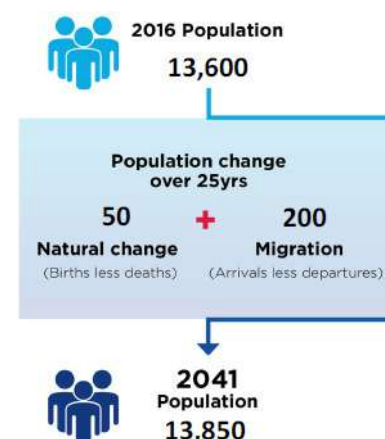 2016 Population
13,600
Population change
over 25yrs
50 + 200
Natural change Migration
(Births less deaths) (Arrivals less departures)
2041
Population
13,850